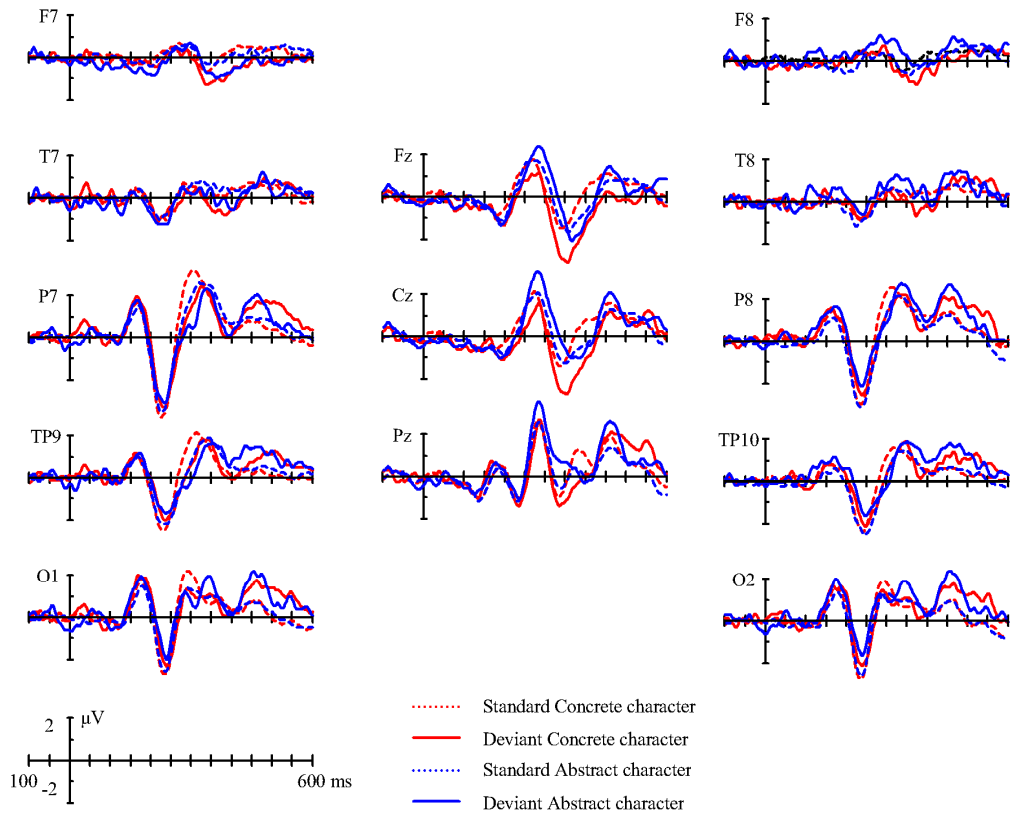 F7
F8
T7
Fz
T8
P7
Cz
P8
TP9
Pz
TP10
O1
O2
2
µV
100
-2
600 ms
Standard Concrete character
Deviant Concrete character
Standard Abstract character
Deviant Abstract character